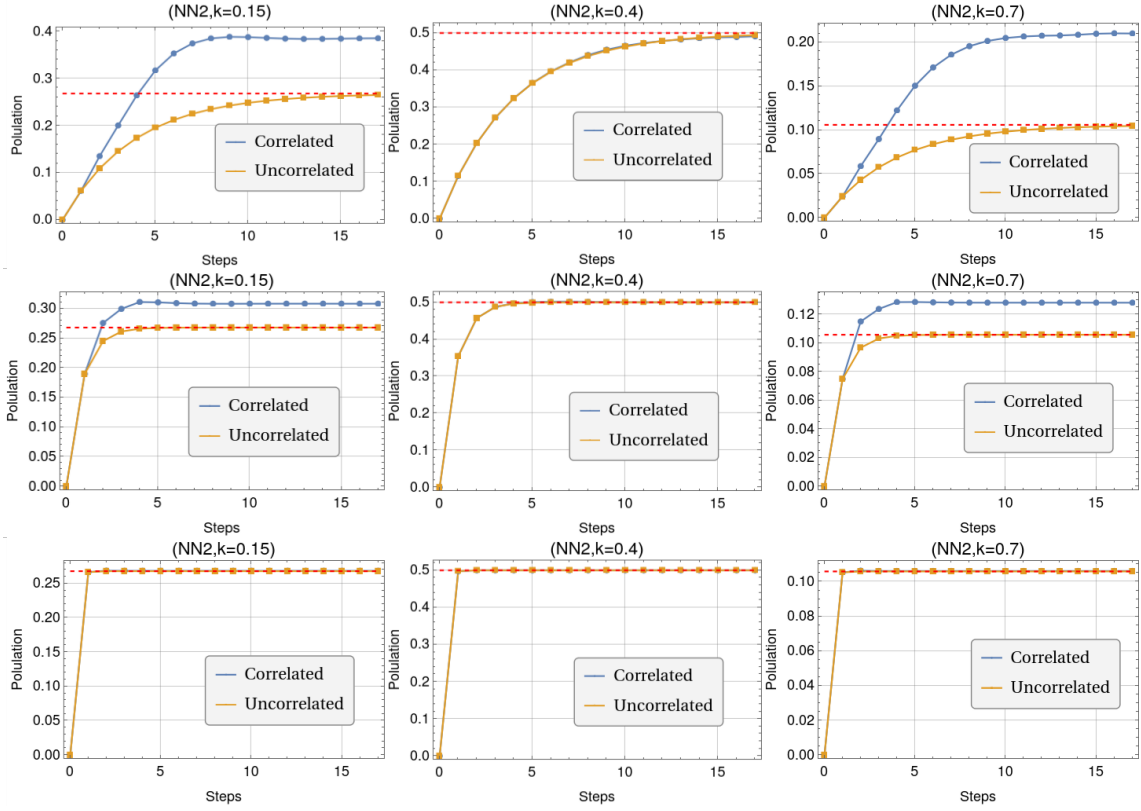 (NN2,k=0.15)
Polulation
0.4
0.3
0.2
0.1
0.0
Correlated
Uncorrelated
0
5
10
15
Steps
(NN2,k=0.4)
Polulation
0.5
0.4
0.3
0.2
0.1
0.0
Correlated
Uncorrelated
0
5
10
15
Steps
(NN2,k=0.7)
Polulation
0.20
0.15
0.10
0.05
0.00
Correlated
Uncorrelated
0
5
10
15
Steps
(NN2,k=0.15)
Polulation
0.30
0.25
0.20
0.15
0.10
0.05
0.00
Correlated
Uncorrelated
0
5
10
15
Steps
(NN2,k=0.4)
Polulation
0.5
0.4
0.3
0.2
0.1
0.0
Correlated
Uncorrelated
0
5
10
15
Steps
(NN2,k=0.7)
Polulation
0.12
0.10
0.08
0.06
0.04
0.02
0.00
Correlated
Uncorrelated
0
5
10
15
Steps
(NN2,k=0.15)
Polulation
0.25
0.20
0.15
0.10
0.05
0.00
Correlated
Uncorrelated
0
5
10
15
Steps
(NN2,k=0.4)
Polulation
0.5
0.4
0.3
0.2
0.1
0.0
Correlated
Uncorrelated
0
5
10
15
Steps
(NN2,k=0.7)
Polulation
0.10
0.08
0.06
0.04
0.02
0.00
Correlated
Uncorrelated
0
5
10
15
Steps